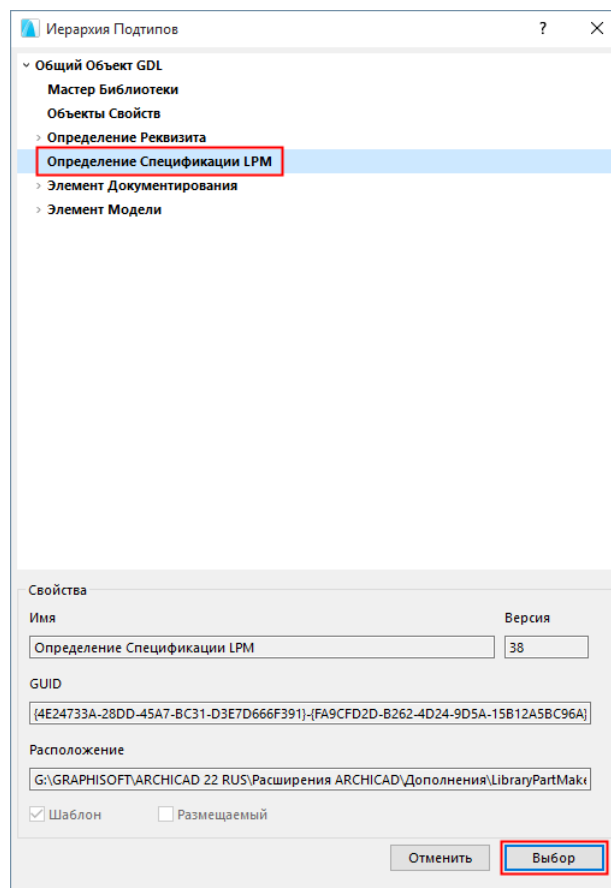 Иерархия Подтипов
?
Общий Объект GDL
Мастер Библиотеки
Объекты Свойств
Определение Реквизита
Определение Спецификации LPM
Элемент Документирования
Элемент Модели
Свойства
Имя Версия
Определение Спецификации LPM 38
GUID
{4E24733A-28DD-45A7-BC31-D3E7D666F391}-{FA9CFD2D-B262-4D24-9D5A-15B12A5BC96A}
Расположение
G:\GRAPHISOFT\ARCHICAD 22 RUS\Расширения ARCHICAD\Дополнения\LibraryPartMake
Шаблон Размещаемый
Отменить Выбор